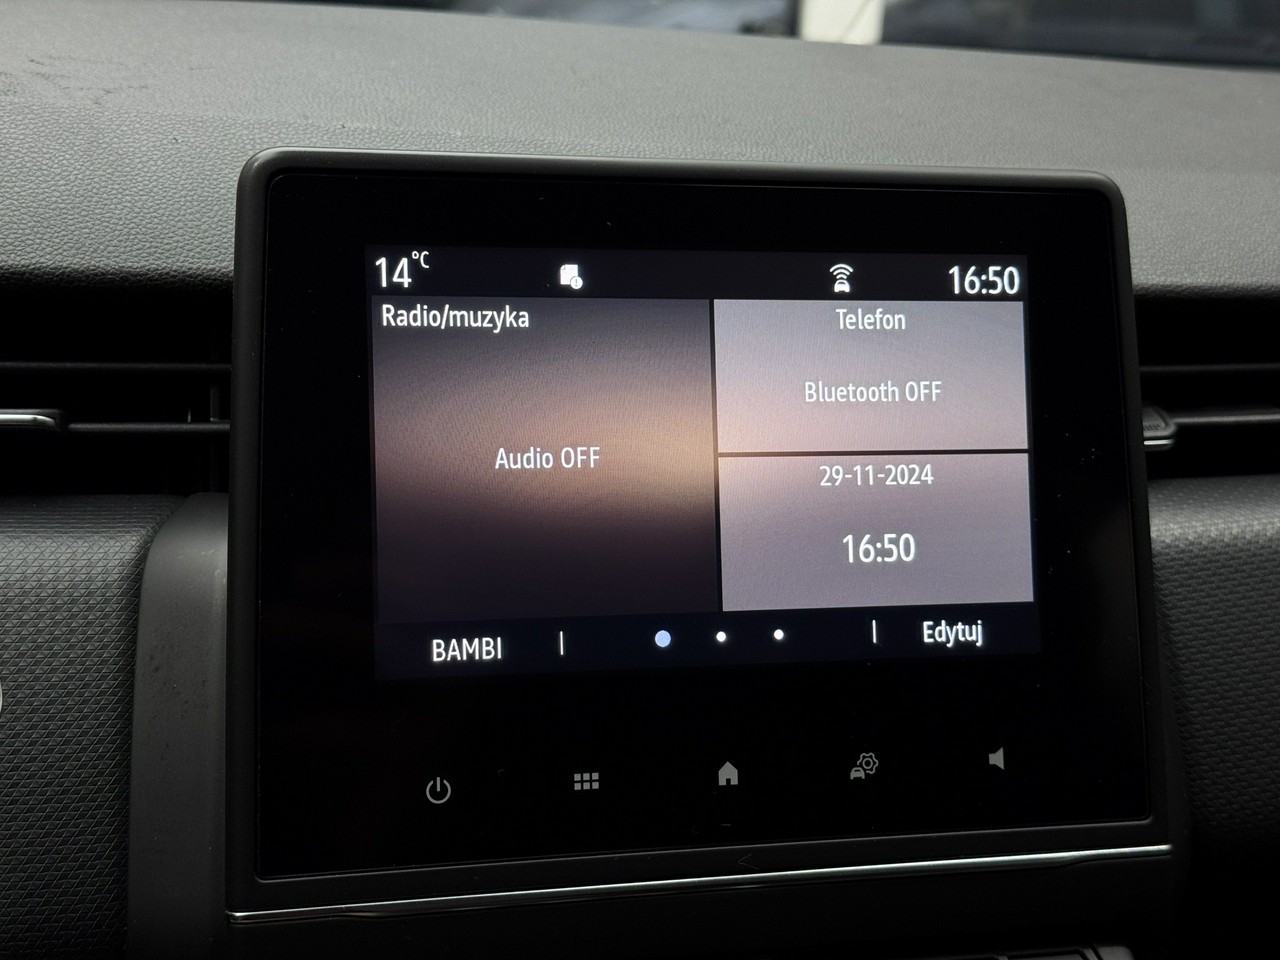 14°C
16:50
Radio/muzyka
Audio OFF
Telefon
Bluetooth OFF
29-11-2024
16:50
BAMBI
Edytuj